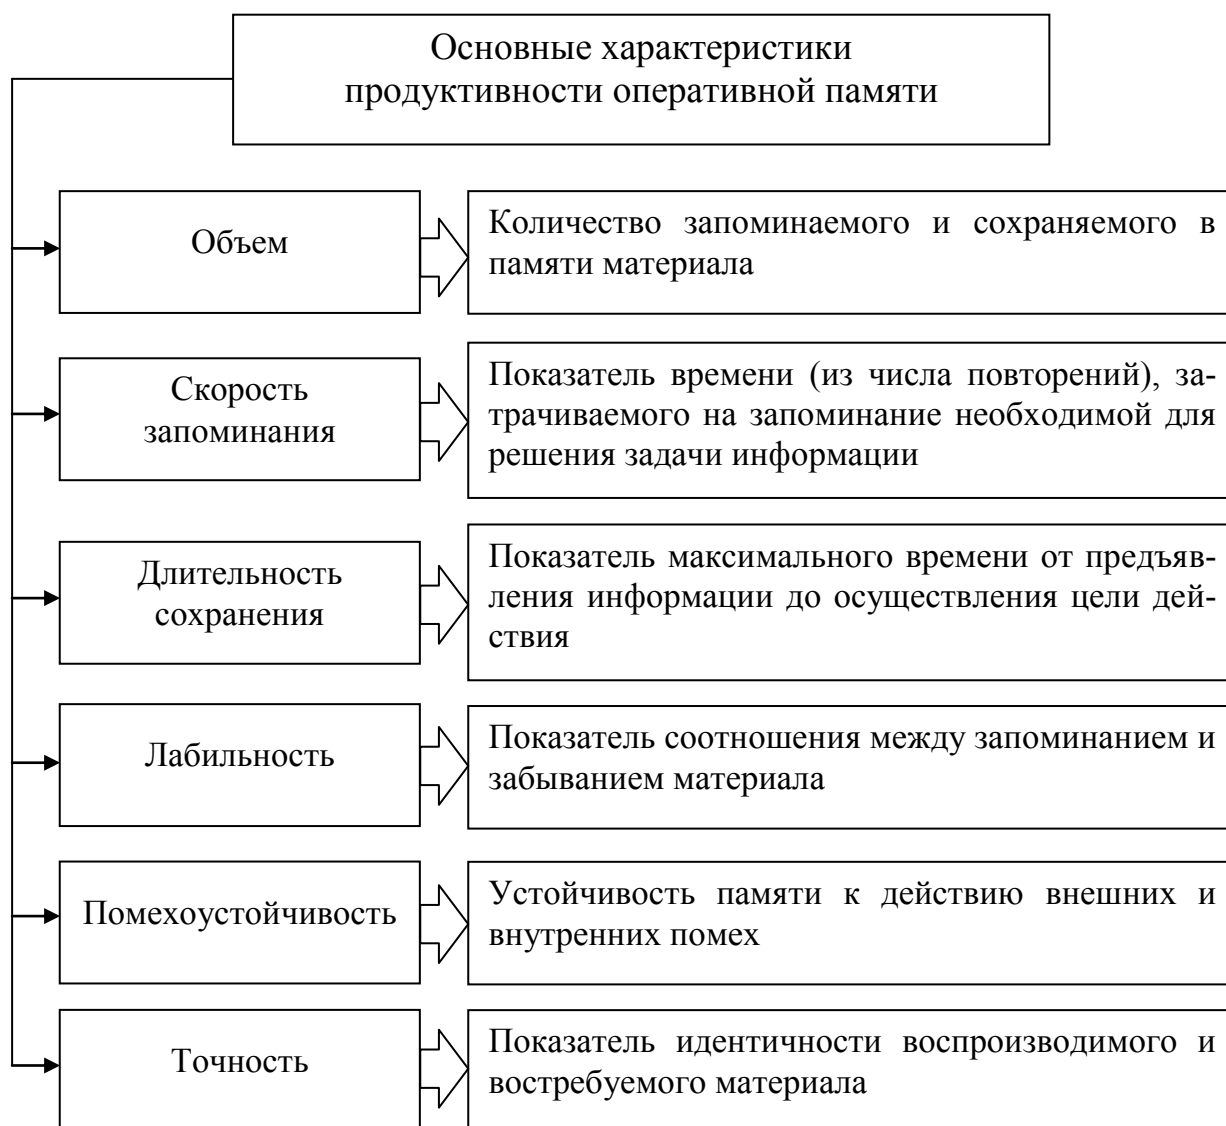 Основные характеристики
продуктивности оперативной памяти
Объем
Количество запоминаемого и сохраняемого в
памяти материала
Скорость
запоминания
Показатель времени (из числа повторений), за-
трачиваемого на запоминание необходимой для
решения задачи информации
Длительность
сохранения
Показатель максимального времени от предъяв-
ления информации до осуществления цели дей-
ствия
Лабильность
Показатель соотношения между запоминанием и
забыванием материала
Помехоустойчивость
Устойчивость памяти к действию внешних и
внутренних помех
Точность
Показатель идентичности воспроизводимого и
востребуемого материала